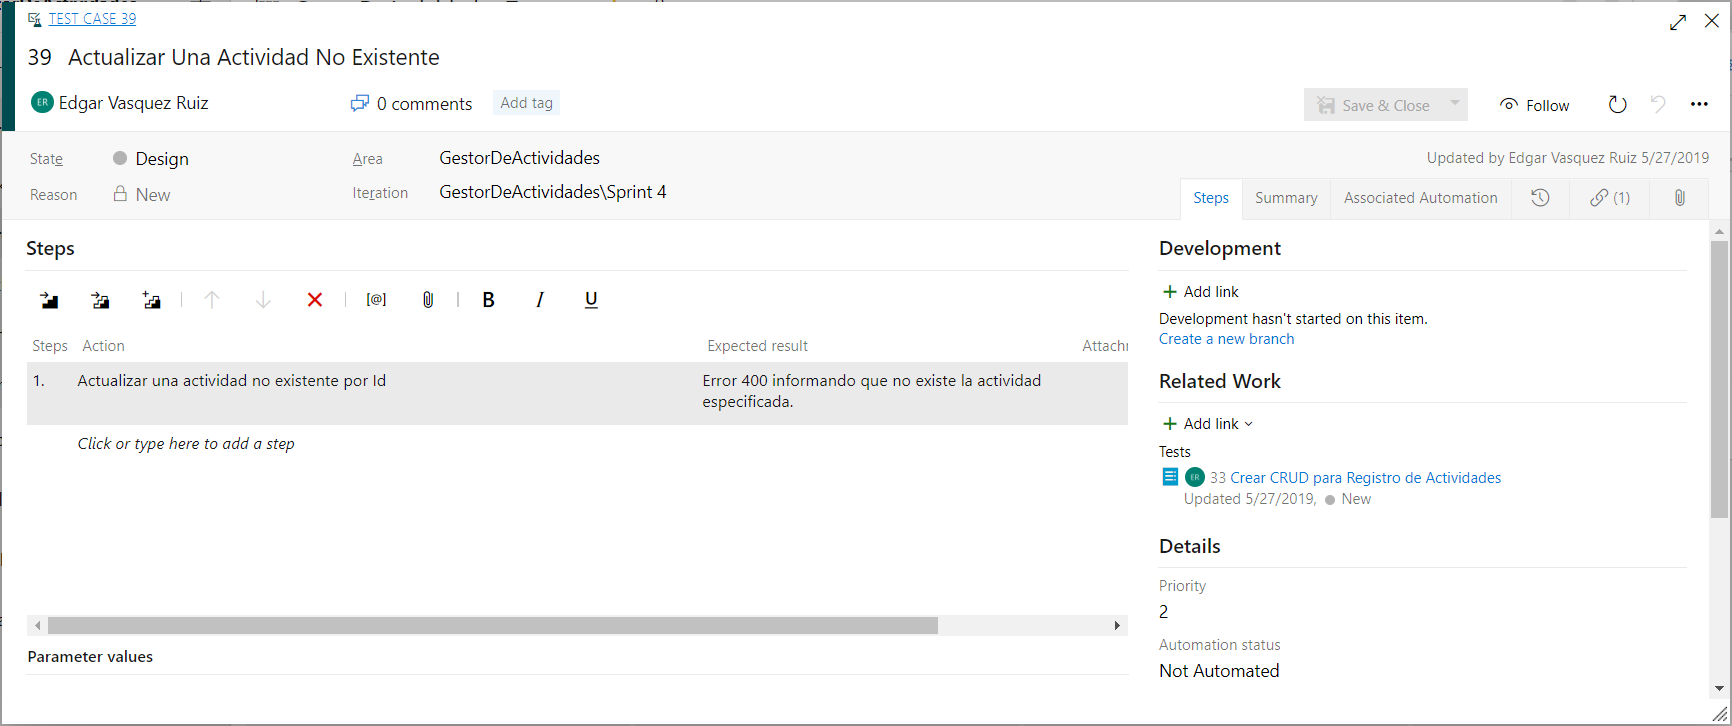 TEST CASE 39
39 Actualizar Una Actividad No Existente
ER Edgar Vasquez Ruiz 0 comments Add tag Save & Close Follow
State Design Area GestorDeActividades Updated by Edgar Vasquez Ruiz 5/27/2019
Reason New Iteration GestorDeActividades\Sprint 4
Steps Summary Associated Automation (1)
Steps
[@] B I U
Steps Action Expected result Attachr
1. Actualizar una actividad no existente por Id Error 400 informando que no existe la actividad
especificada.
Click or type here to add a step
Parameter values
Development
Add link
Development hasn't started on this item.
Create a new branch
Related Work
Add link
Tests
ER 33 Crear CRUD para Registro de Actividades
Updated 5/27/2019, New
Details
Priority
2
Automation status
Not Automated